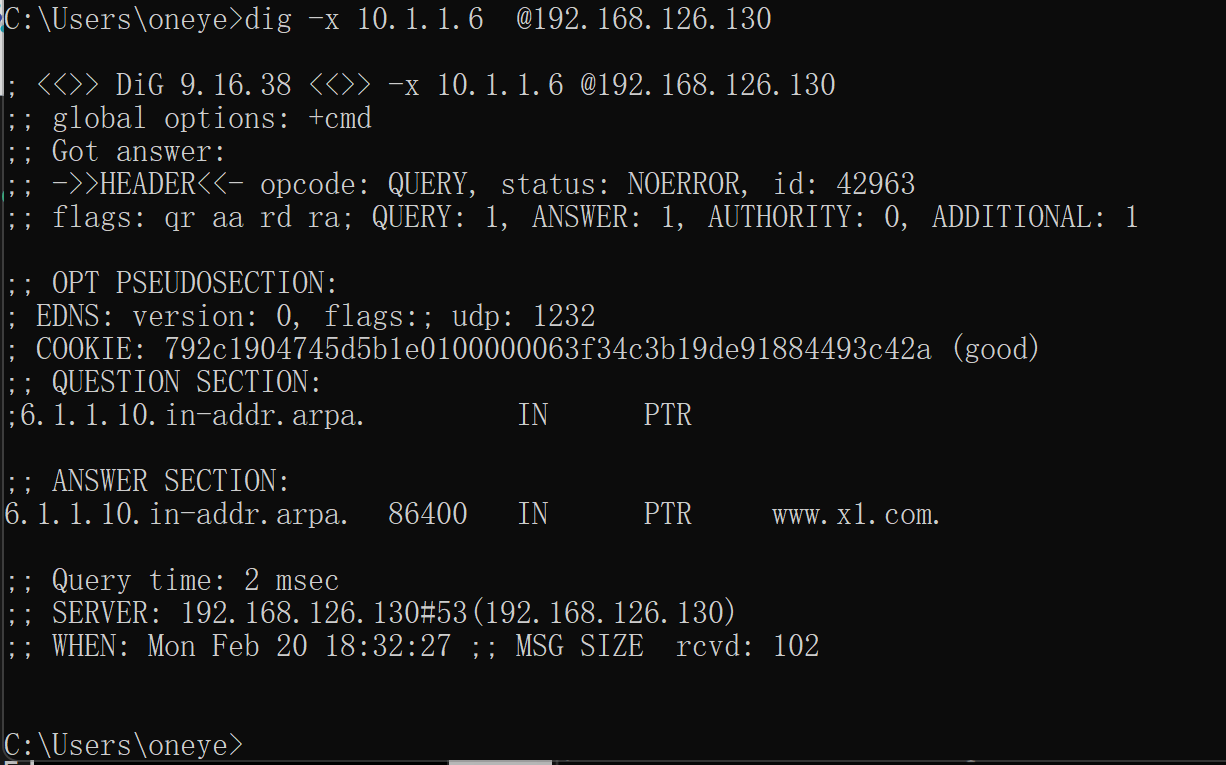 C:\Users\oneye>dig -x 10.1.1.6  @192.168.126.130
; <<>> DiG 9.16.38 <<>> -x 10.1.1.6 @192.168.126.130
;; global options: +cmd
;; Got answer:
;; ->>HEADER<<- opcode: QUERY, status: NOERROR, id: 42963
;; flags: qr aa rd ra; QUERY: 1, ANSWER: 1, AUTHORITY: 0, ADDITIONAL: 1
;; OPT PSEUDOSECTION:
; EDNS: version: 0, flags:; udp: 1232
; COOKIE: 792c1904745d5b1e0100000063f34c3b19de91884493c42a (good)
;; QUESTION SECTION:
;6.1.1.10.in-addr.arpa.          IN      PTR
;; ANSWER SECTION:
6.1.1.10.in-addr.arpa.   86400   IN      PTR     www.x1.com.
;; Query time: 2 msec
;; SERVER: 192.168.126.130#53(192.168.126.130)
;; WHEN: Mon Feb 20 18:32:27 ;; MSG SIZE  rcvd: 102
C:\Users\oneye>